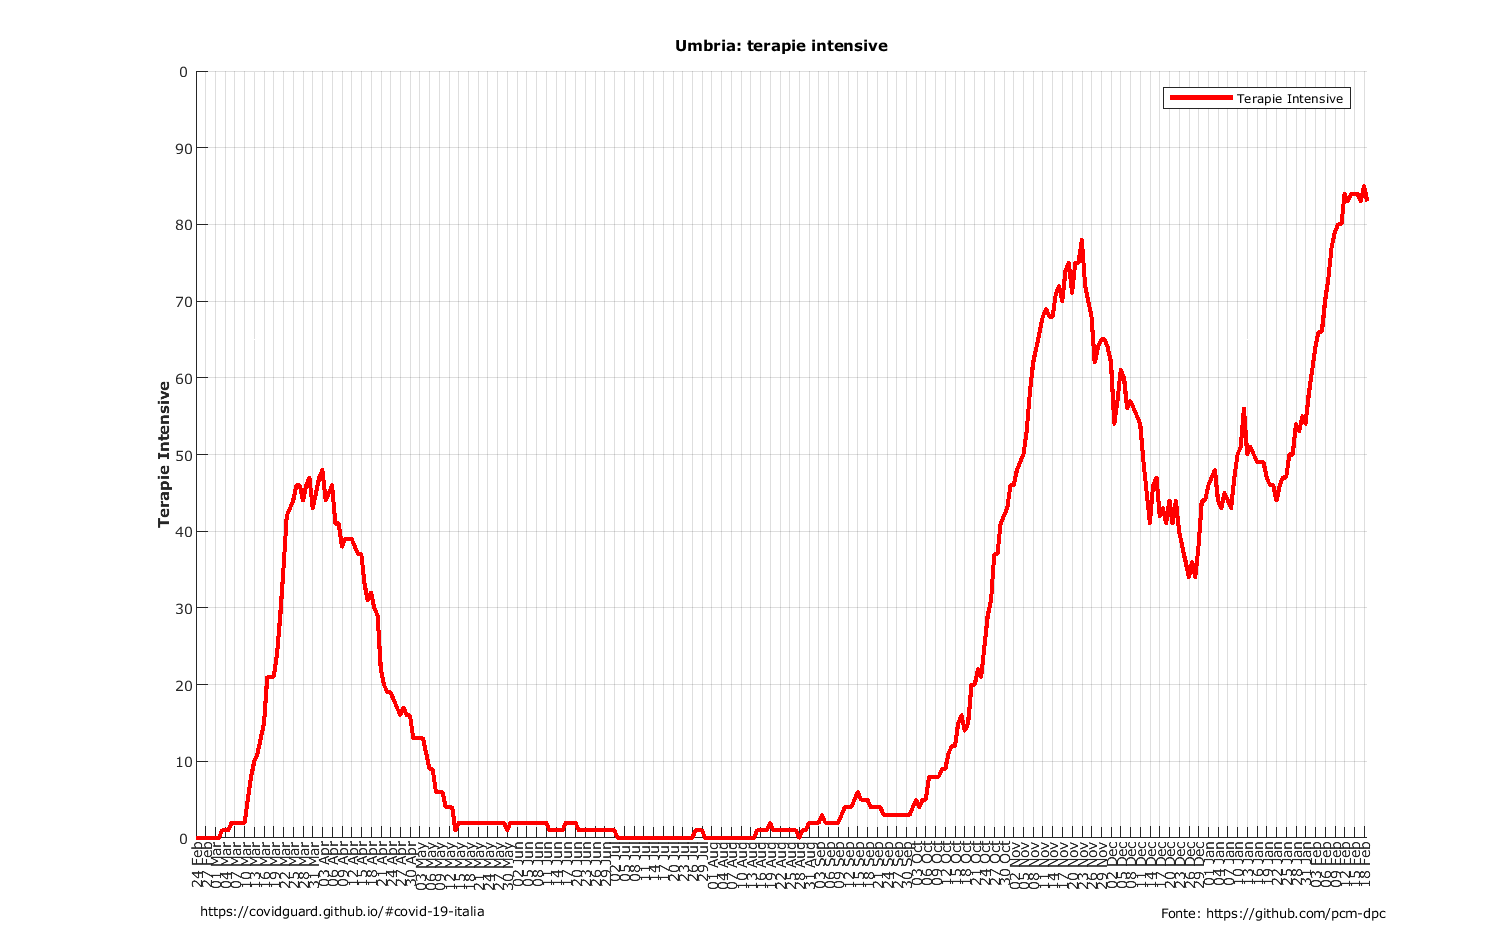 Umbria: terapie intensive
Terapie Intensive
0
90
80
70
60
50
40
30
20
10
0
Terapie Intensive
24 Feb
27 Feb
01 Mar
04 Mar
07 Mar
10 Mar
13 Mar
16 Mar
19 Mar
22 Mar
25 Mar
28 Mar
31 Mar
03 Apr
06 Apr
09 Apr
12 Apr
15 Apr
18 Apr
21 Apr
24 Apr
27 Apr
30 Apr
03 May
06 May
09 May
12 May
15 May
18 May
21 May
24 May
27 May
30 May
02 Jun
05 Jun
08 Jun
11 Jun
14 Jun
17 Jun
20 Jun
23 Jun
26 Jun
29 Jun
02 Jul
05 Jul
08 Jul
11 Jul
14 Jul
17 Jul
20 Jul
23 Jul
26 Jul
29 Jul
01 Aug
04 Aug
07 Aug
10 Aug
13 Aug
16 Aug
19 Aug
22 Aug
25 Aug
28 Aug
31 Aug
03 Sep
06 Sep
09 Sep
12 Sep
15 Sep
18 Sep
21 Sep
24 Sep
27 Sep
30 Sep
03 Oct
06 Oct
09 Oct
12 Oct
15 Oct
18 Oct
21 Oct
24 Oct
27 Oct
30 Oct
02 Nov
05 Nov
08 Nov
11 Nov
14 Nov
17 Nov
20 Nov
23 Nov
26 Nov
29 Nov
02 Dec
05 Dec
08 Dec
11 Dec
14 Dec
17 Dec
20 Dec
23 Dec
26 Dec
29 Dec
01 Jan
04 Jan
07 Jan
10 Jan
13 Jan
16 Jan
19 Jan
22 Jan
25 Jan
28 Jan
31 Jan
03 Feb
06 Feb
09 Feb
12 Feb
15 Feb
18 Feb
https://covidguard.github.io/#covid-19-italia
Fonte: https://github.com/pcm-dpc